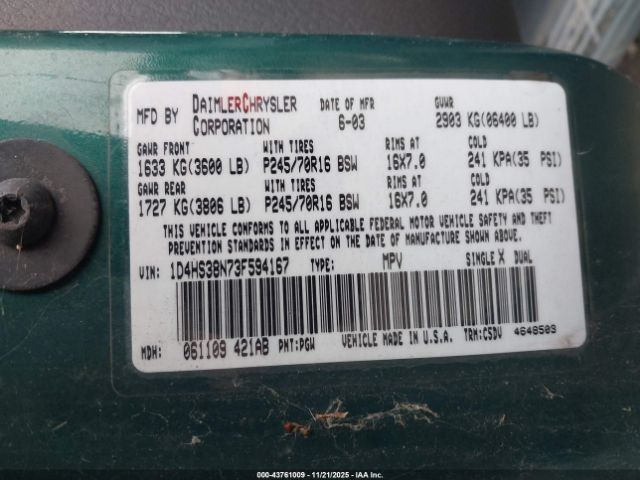 MFD BY DAIMLERCHRYSLER CORPORATION DATE OF MFR 6-03 GVWR 2903 KG(06400 LB)
GAWR FRONT WITH TIRES RIMS AT COLD
1633 KG(3600 LB) P245/70R16 BSW 16X7.0 241 KPA(35 PSI)
GAWR REAR WITH TIRES RIMS AT COLD
1727 KG(3806 LB) P245/70R16 BSW 16X7.0 241 KPA(35 PSI)
THIS VEHICLE CONFORMS TO ALL APPLICABLE FEDERAL MOTOR VEHICLE SAFETY AND THEFT
PREVENTION STANDARDS IN EFFECT ON THE DATE OF MANUFACTURE SHOWN ABOVE.
VIN: 1D4HS38N73F594167 TYPE: MPV SINGLE X DUAL
MDH: 061109 421AB PNT:PGW VEHICLE MADE IN U.S.A. TRM:C5DV 4648509
000-43761009 - 11/21/2025 - IAAI Inc.